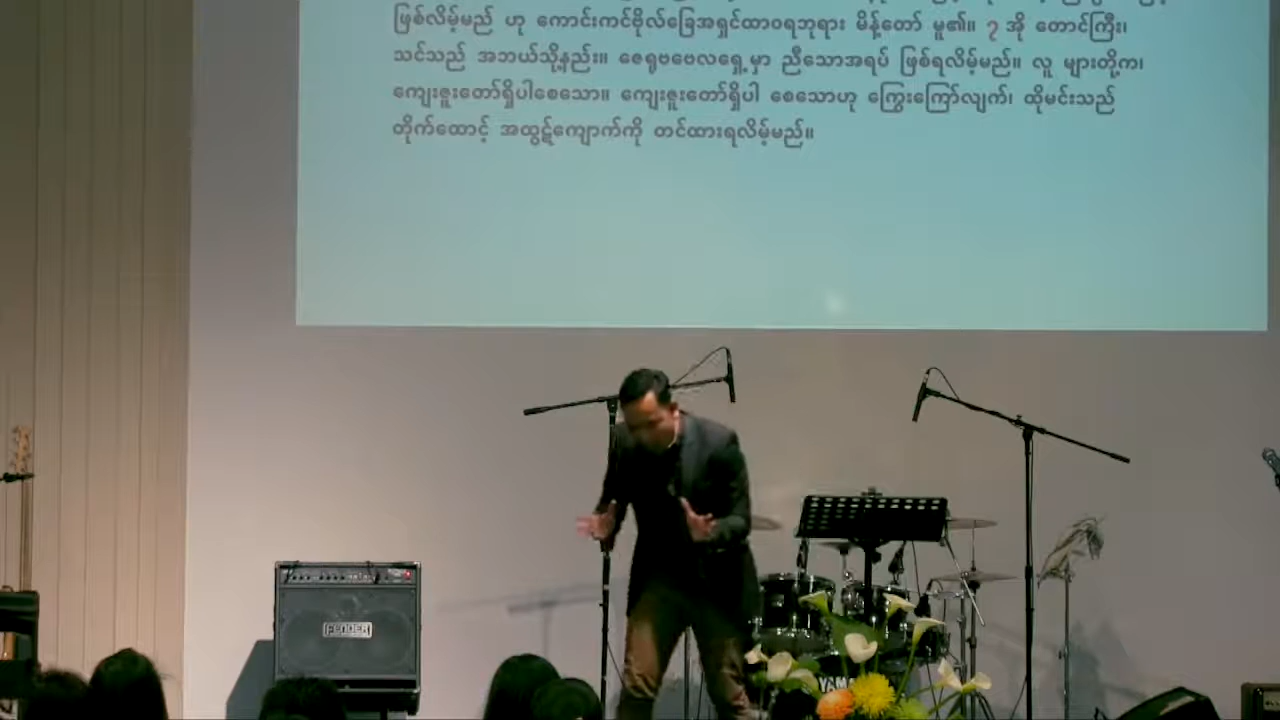 ဖြစ်လိမ့်မည် ဟု ကောင်းကင်ဗိုလ်ခြေအရှင်ထာဝရဘုရား မိန့်တော် မူ၏။ ၇ အို တောင်ကြီး၊
သင်သည် အဘယ်သို့နည်း။ ဇေရုဗဗေလရှေ့မှာ ညီသောအရပ် ဖြစ်ရလိမ့်မည်။ လူ များတို့က၊
ကျေးဇူးတော်ရှိပါစေသော။ ကျေးဇူးတော်ရှိပါ စေသောဟု ကြွေးကြော်လျက်၊ ထိုမင်းသည်
တိုက်ထောင့် အထွဋ်ကျောက်ကို တင်ထားရလိမ့်မည်။
FENDER
YAM